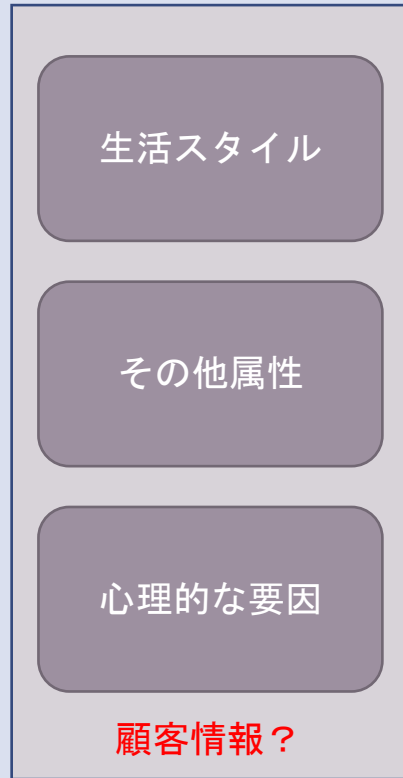 生活スタイル
その他属性
心理的な要因
顧客情報？